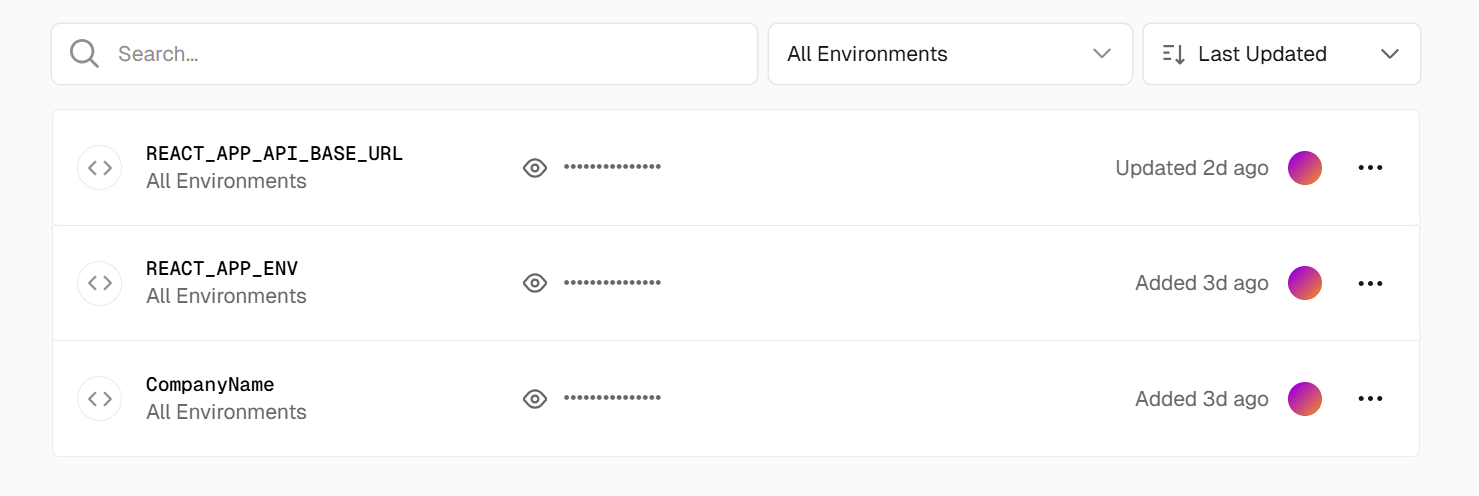 Search...
All Environments
Last Updated
REACT_APP_API_BASE_URL
All Environments
••••••••••••••
Updated 2d ago
REACT_APP_ENV
All Environments
••••••••••••••
Added 3d ago
CompanyName
All Environments
••••••••••••••
Added 3d ago